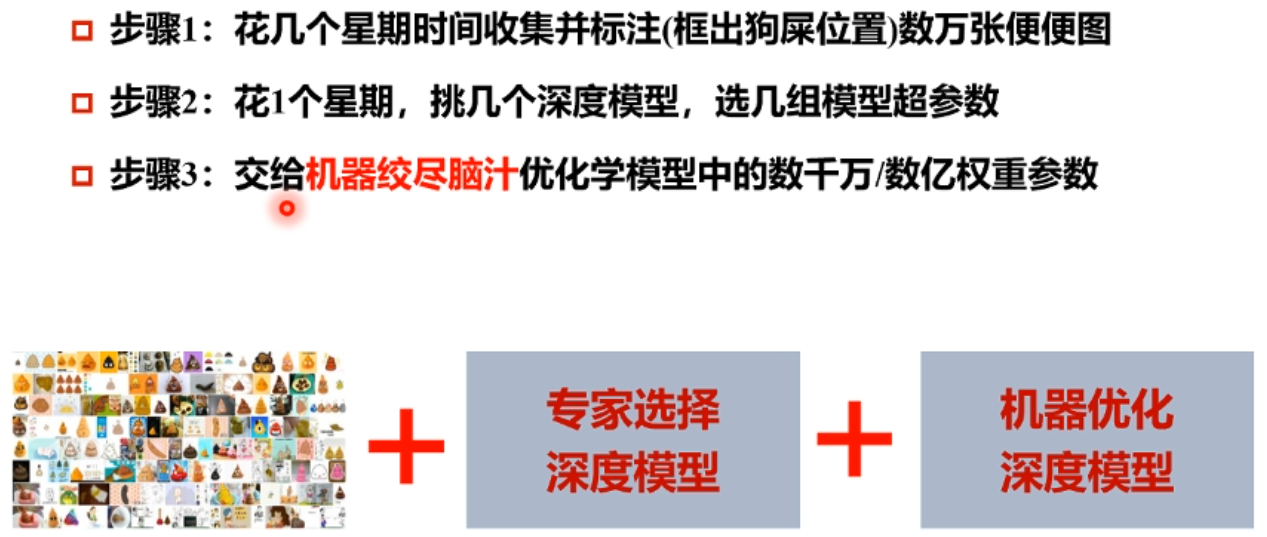 步骤1：花几个星期时间收集并标注(框出狗屎位置)数万张便便图
步骤2：花1个星期，挑几个深度模型，选几组模型超参数
步骤3：交给机器绞尽脑汁优化学模型中的数千万/数亿权重参数
专家选择
深度模型
机器优化
深度模型